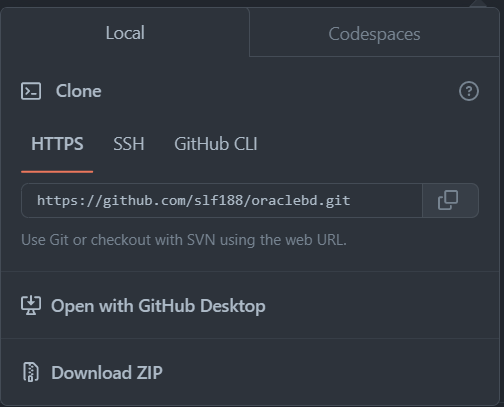 Local
Codespaces
Clone
HTTPS
SSH
GitHub CLI
https://github.com/slf188/oraclebd.git
Use Git or checkout with SVN using the web URL.
Open with GitHub Desktop
Download ZIP